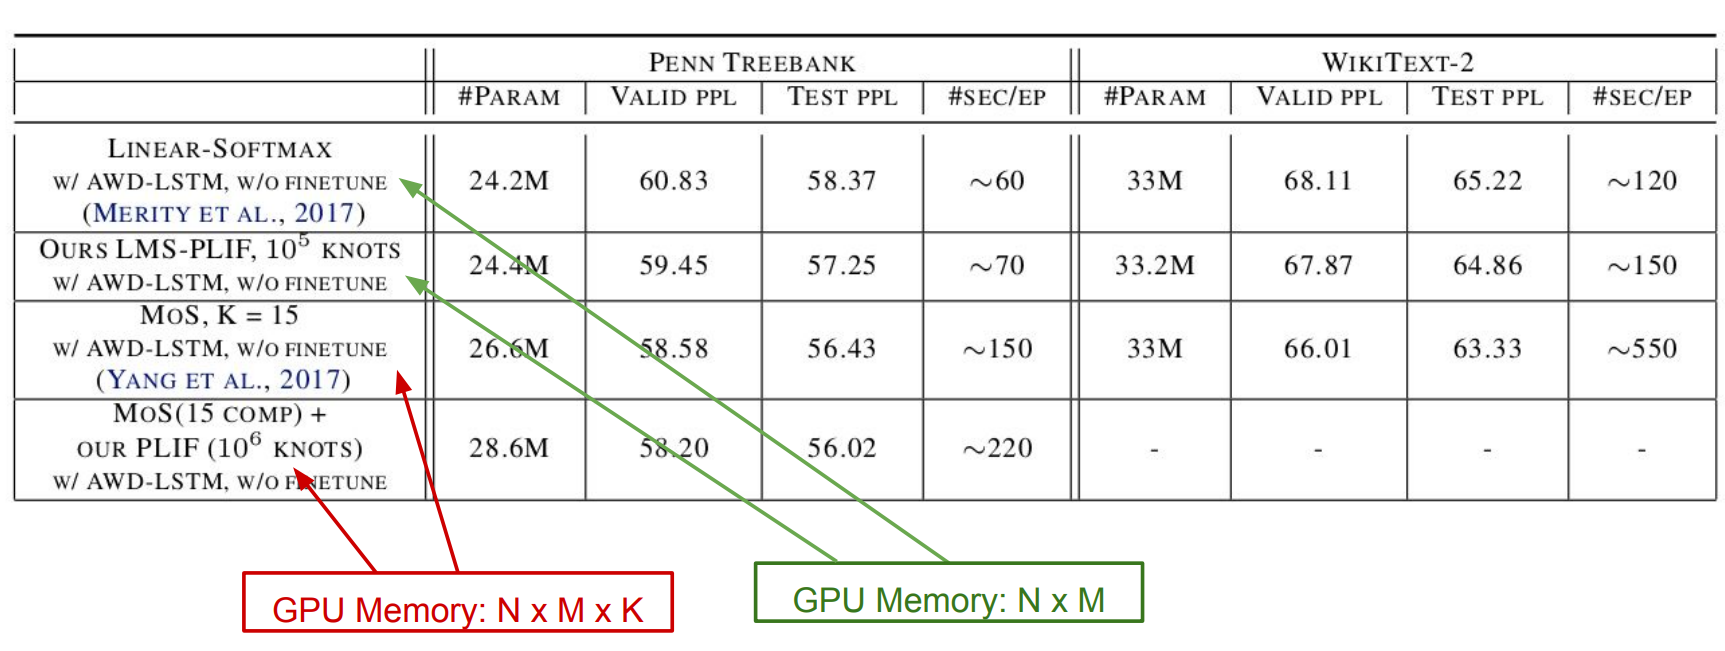 PENN TREEBANK WIKITEXT-2
#PARAM VALID PPL TEST PPL #SEC/EP #PARAM VALID PPL TEST PPL #SEC/EP
LINEAR-SOFTMAX
W/ AWD-LSTM, W/O FINETUNE 24.2M 60.83 58.37 ∼60 33M 68.11 65.22 ∼120
(MERITY ET AL., 2017)
OURS LMS-PLIF, 10⁵ KNOTS
W/ AWD-LSTM, W/O FINETUNE 24.4M 59.45 57.25 ∼70 33.2M 67.87 64.86 ∼150
MOS, K = 15
W/ AWD-LSTM, W/O FINETUNE 26.6M 58.58 56.43 ∼150 33M 66.01 63.33 ∼550
(YANG ET AL., 2017)
MOS(15 COMP) +
OUR PLIF (10⁶ KNOTS) 28.6M 58.20 56.02 ∼220 - - - -
W/ AWD-LSTM, W/O FINETUNE
GPU Memory: N x M x K
GPU Memory: N x M